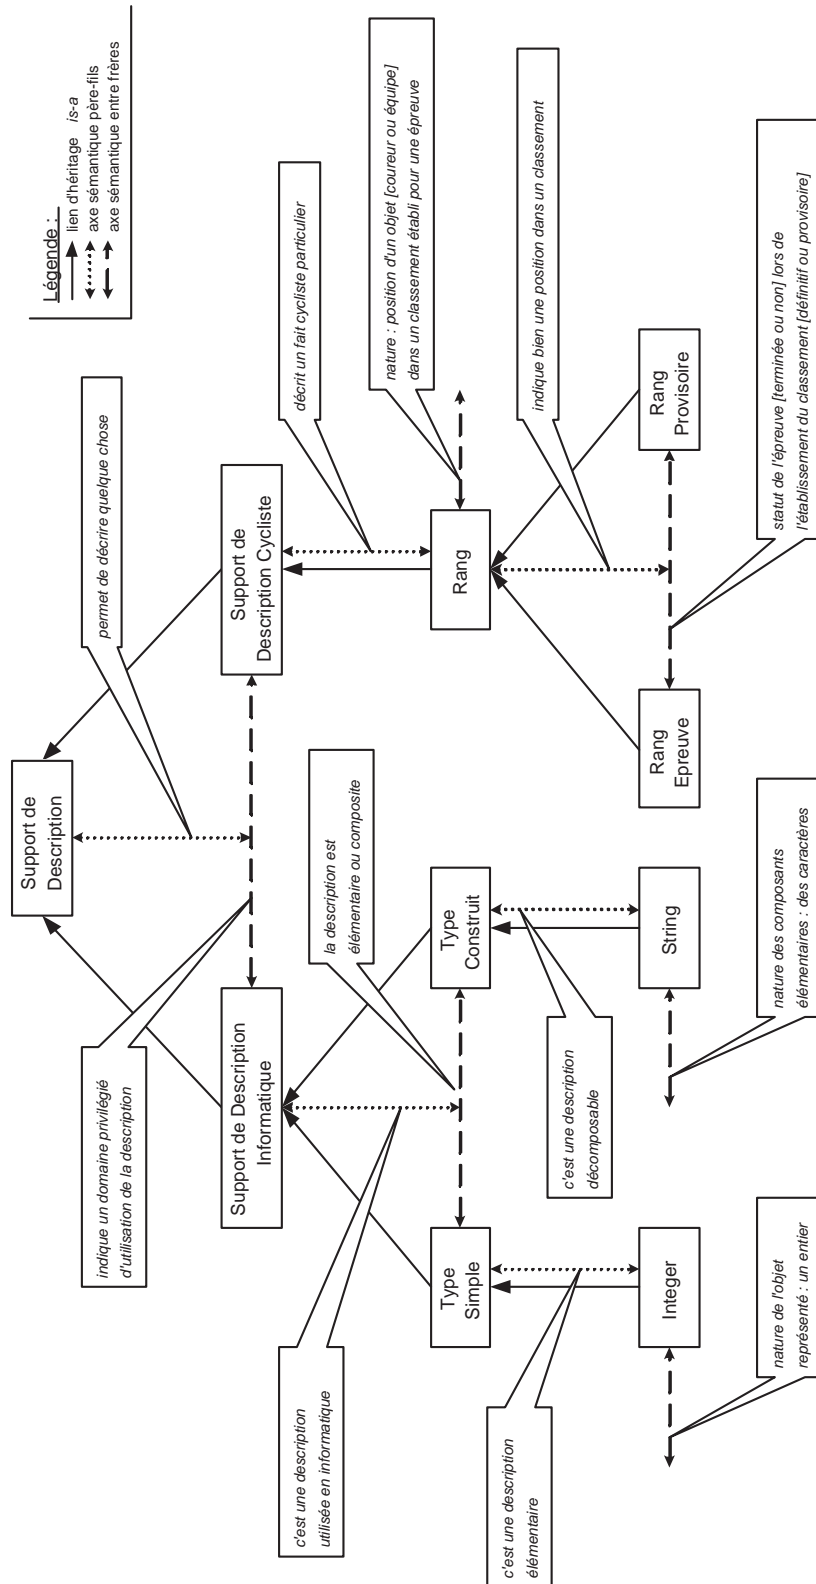 Légende :
lien d'héritage is-a
axe sémantique père-fils
axe sémantique entre frères
Support de
Description
permet de décrire quelque chose
indique un domaine privilégié
d'utilisation de la description
Support de Description
Informatique
Support de
Description Cycliste
c'est une description
utilisée en informatique
la description est
élémentaire ou composite
décrit un fait cycliste particulier
nature : position d'un objet [coureur ou équipe]
dans un classement établi pour une épreuve
Type
Simple
Type
Construit
Rang
c'est une description
élémentaire
c'est une description
décomposable
indique bien une position dans un classement
Integer
String
Rang
Epreuve
Rang
Provisoire
nature de l'objet
représenté : un entier
nature des composants
élémentaires : des caractères
statut de l'épreuve [terminée ou non] lors de
l'établissement du classement [définitif ou provisoire]